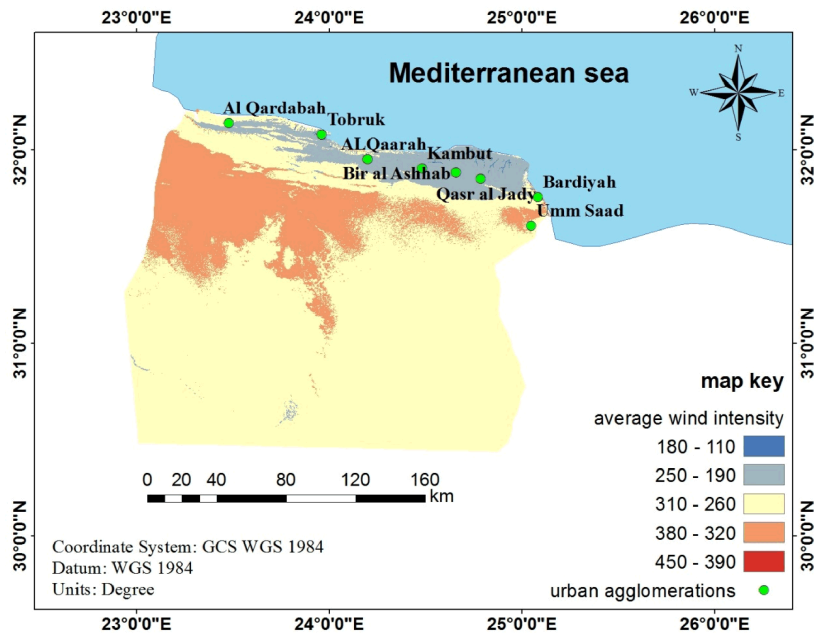 23°0'0"E 24°0'0"E 25°0'0"E 26°0'0"E
Mediterranean sea
N
W E
S
Al Qardabah
Tobruk
32°0'0"N 32°0'0"N
ALQaarah
Kambut
Bir al Ashhab
Qasr al Jady
Bardiyah
Umm Saad
31°0'0"N 31°0'0"N
map key
average wind intensity
180 - 110
250 - 190
310 - 260
380 - 320
450 - 390
urban agglomerations
0 20 40 80 120 160
km
30°0'0"N 30°0'0"N
Coordinate System: GCS WGS 1984
Datum: WGS 1984
Units: Degree
23°0'0"E 24°0'0"E 25°0'0"E 26°0'0"E